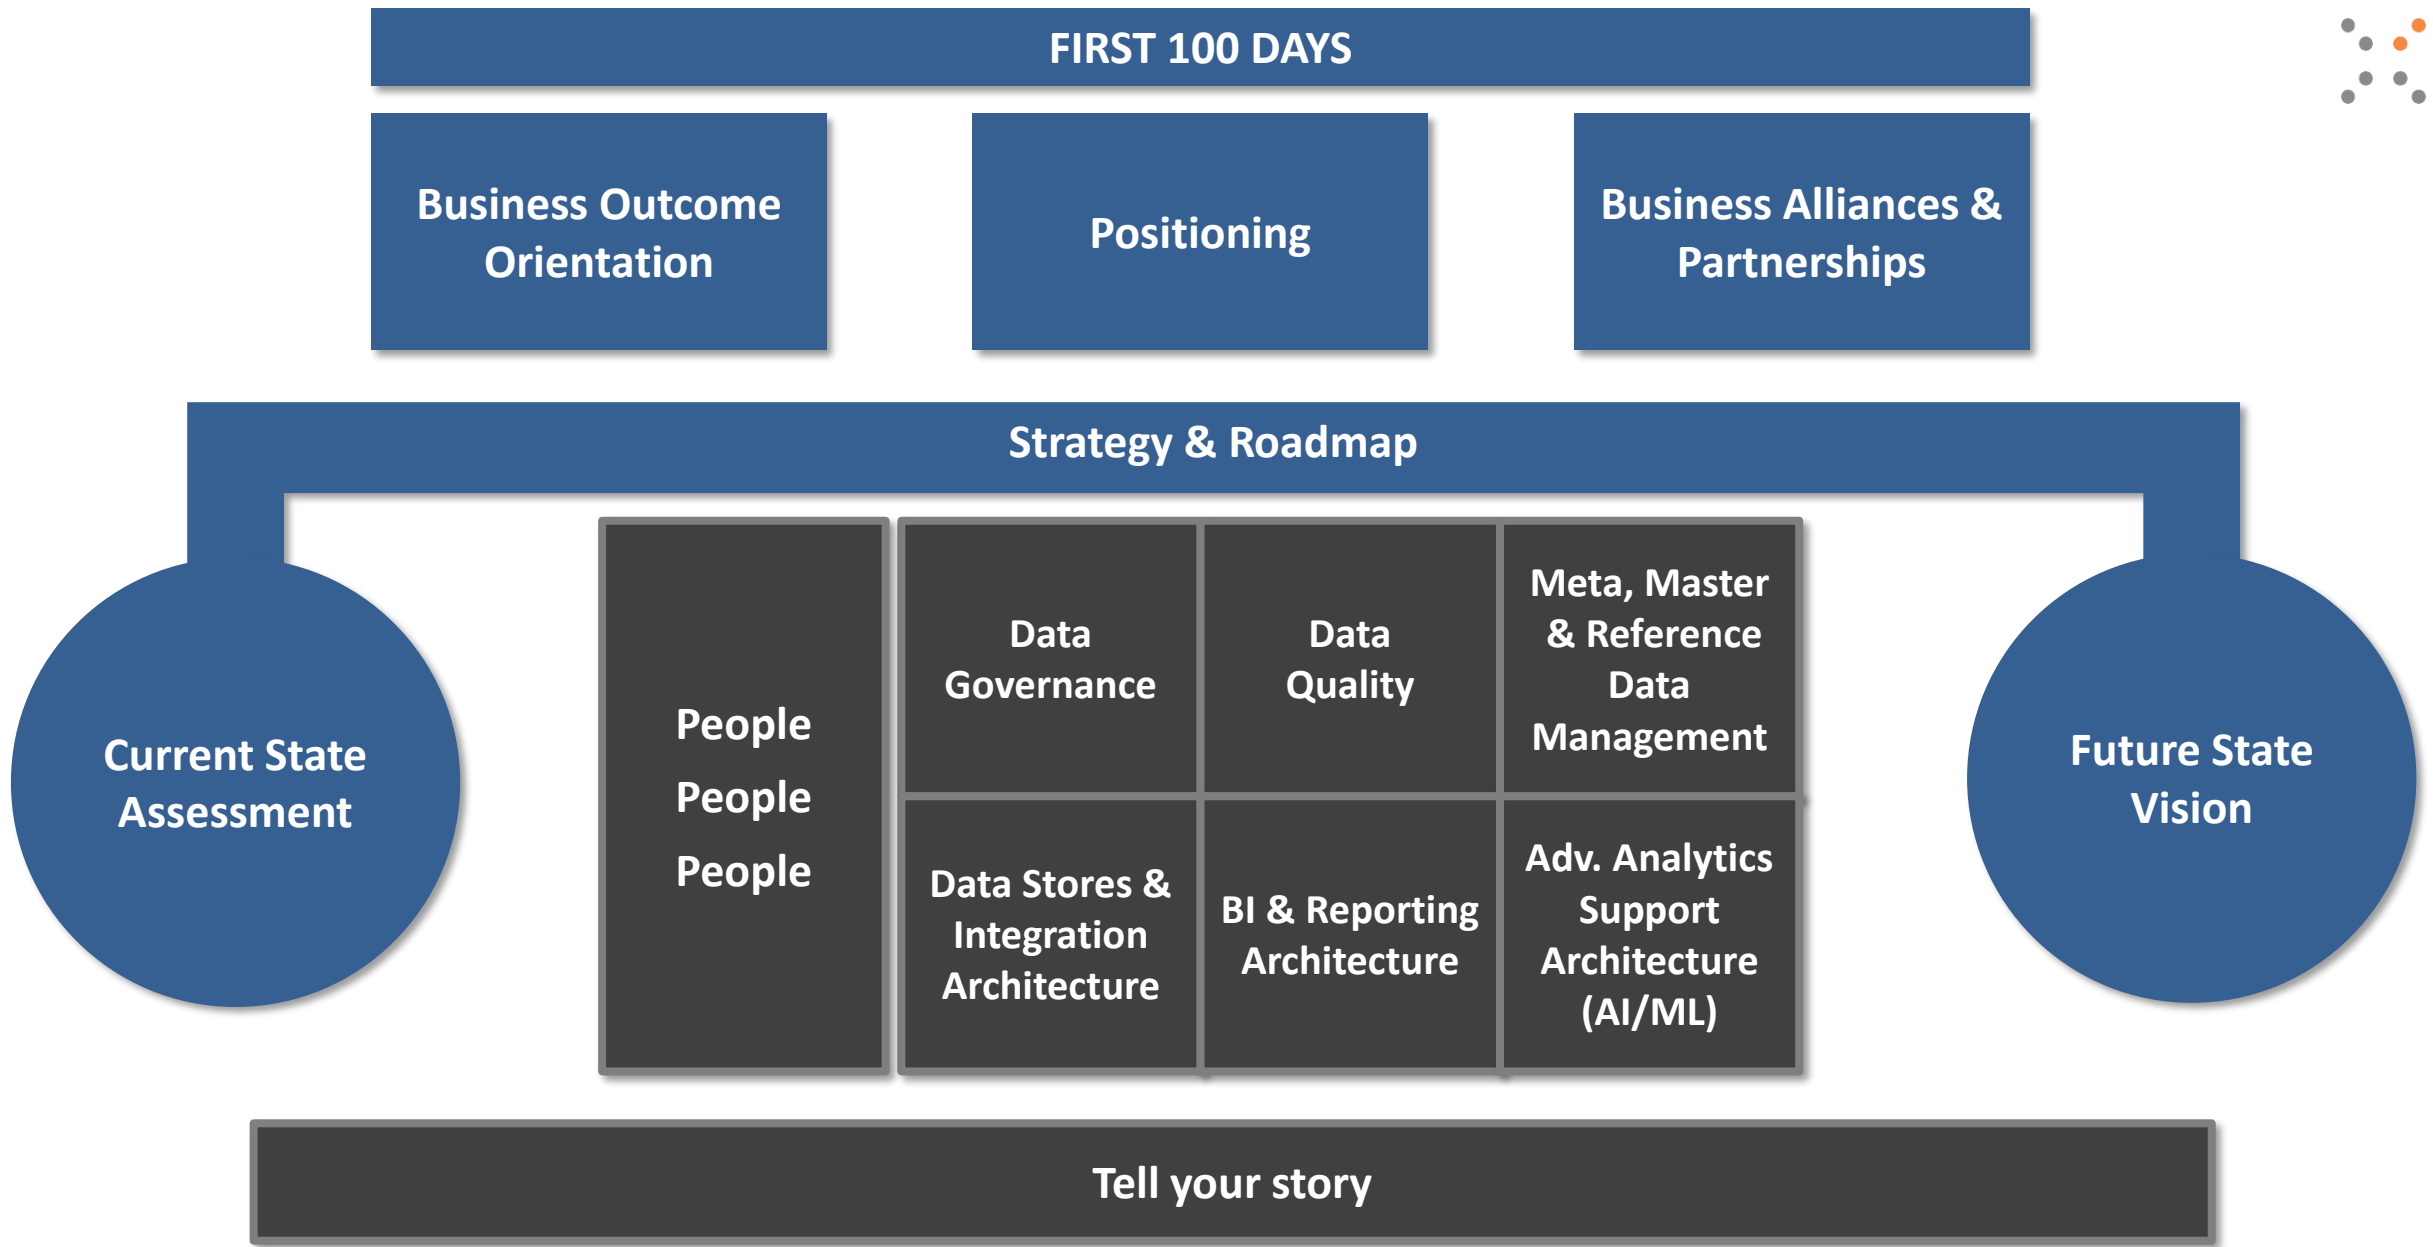 FIRST 100 DAYS
Business Outcome
Orientation
Positioning
Business Alliances &
Partnerships
Strategy & Roadmap
Current State
Assessment
People
People
People
Data
Governance
Data
Quality
Meta, Master
& Reference
Data
Management
Data Stores &
Integration
Architecture
BI & Reporting
Architecture
Adv. Analytics
Support
Architecture
(AI/ML)
Future State
Vision
Tell your story